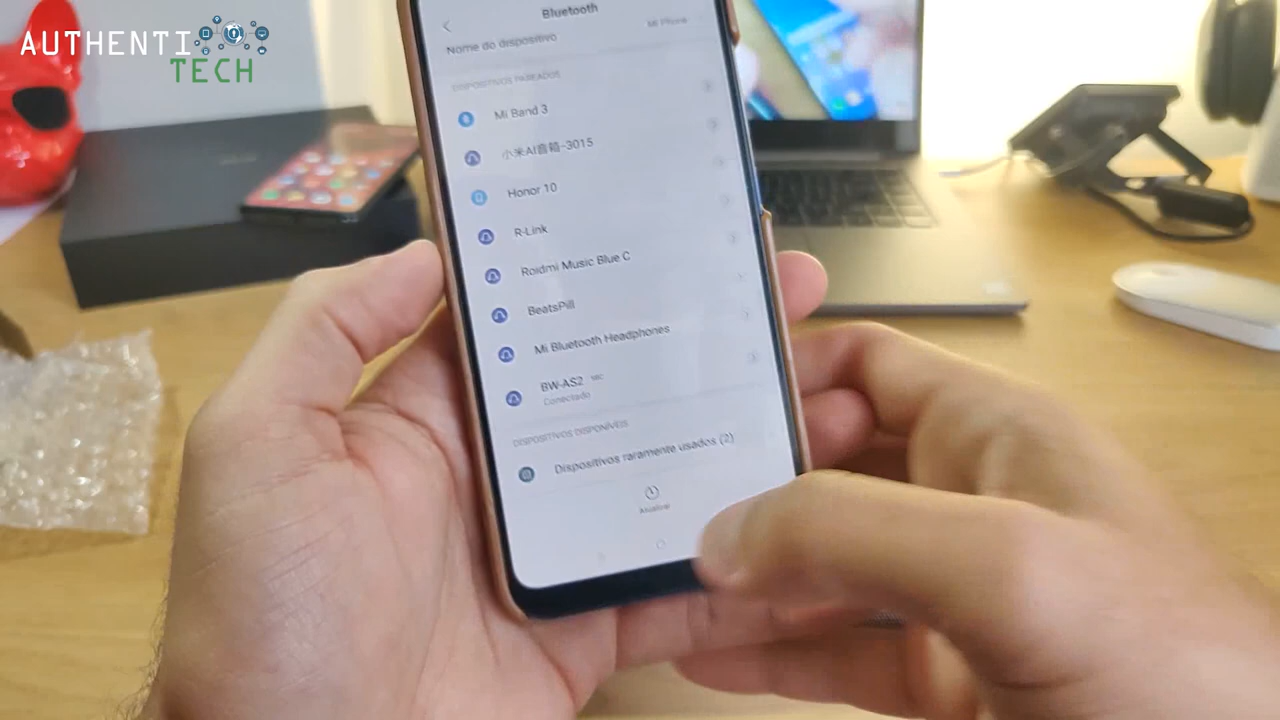 AUTHENTI
TECH
Bluetooth
Nome do dispositivo
Mi Phone
DISPOSITIVOS PAREADOS
Mi Band 3
小米AI音箱-3015
Honor 10
R-Link
Roidmi Music Blue C
BeatsPill
Mi Bluetooth Headphones
BW-AS2
Conectado
DISPOSITIVOS DISPONÍVEIS
Dispositivos raramente usados (2)
Atualizar